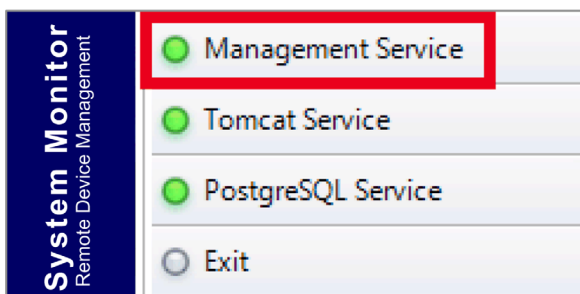 System Monitor
Remote Device Management
Management Service
Tomcat Service
PostgreSQL Service
Exit